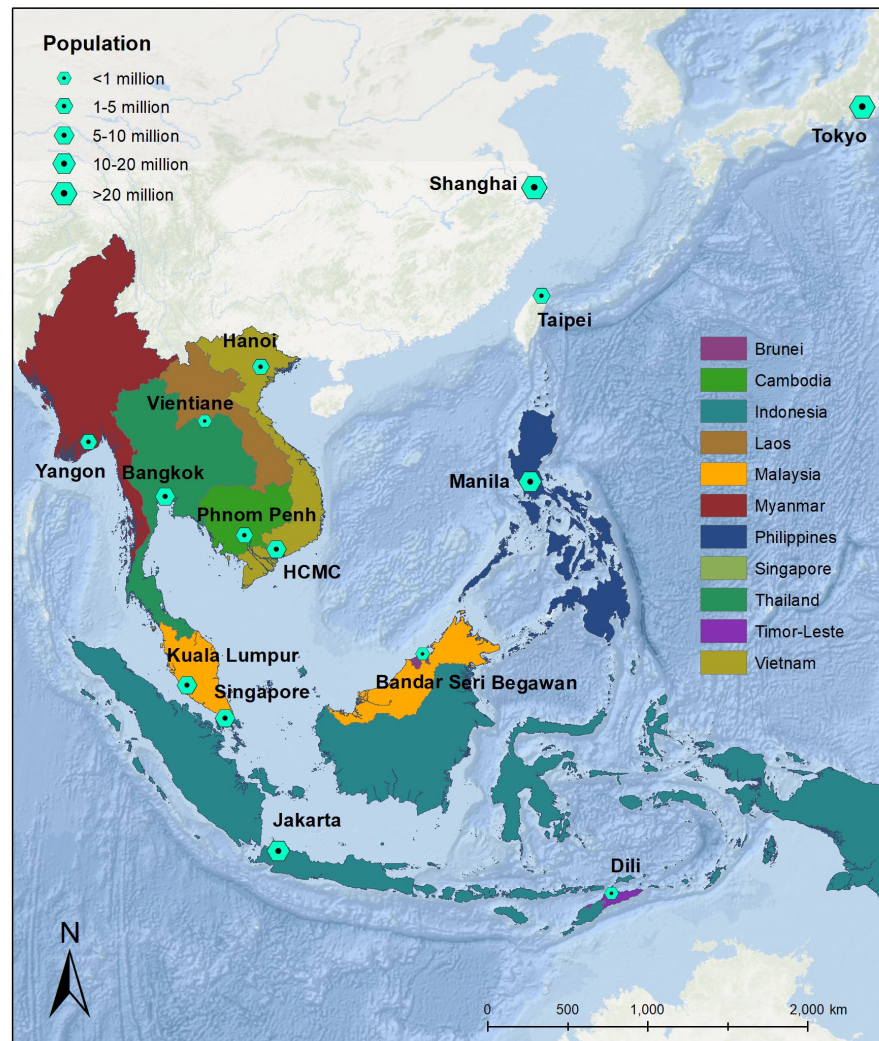 Population
<1 million
1-5 million
5-10 million
10-20 million
>20 million
Tokyo
Shanghai
Taipei
Hanoi
Vientiane
Yangon
Bangkok
Phnom Penh
HCMC
Manila
Brunei
Cambodia
Indonesia
Laos
Malaysia
Myanmar
Philippines
Singapore
Thailand
Timor-Leste
Vietnam
Kuala Lumpur
Singapore
Bandar Seri Begawan
Jakarta
Dili
N
0 500 1,000 2,000 km